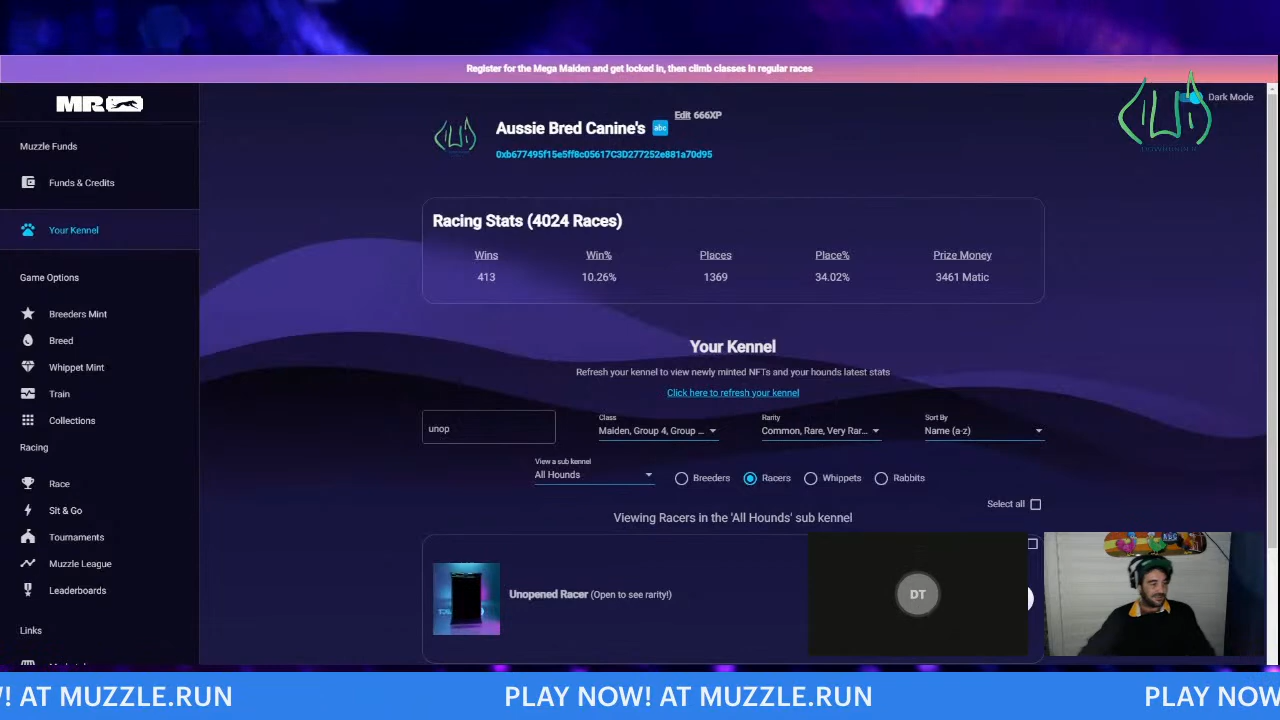 Register for the Mega Maiden and get locked in, then climb classes in regular races
MR
Dark Mode
DOWNUNDER
Muzzle Funds
Funds & Credits
Your Kennel
Game Options
Breeders Mint
Breed
Whippet Mint
Train
Collections
Racing
Race
Sit & Go
Tournaments
Muzzle League
Leaderboards
Links
Edit 666XP
Aussie Bred Canine's abc
0xb677495f15e5ff8c05617C3D277252e881a70d95
Racing Stats (4024 Races)
Wins Win% Places Place% Prize Money
413 10.26% 1369 34.02% 3461 Matic
Your Kennel
Refresh your kennel to view newly minted NFTs and your hounds latest stats
Click here to refresh your kennel
Class Rarity Sort By
unop Maiden, Group 4, Group ... Common, Rare, Very Rar... Name (a-z)
View a sub kennel
All Hounds Breeders Racers Whippets Rabbits
Select all
Viewing Racers in the 'All Hounds' sub kennel
Unopened Racer (Open to see rarity!)
DT
! AT MUZZLE.RUN PLAY NOW! AT MUZZLE.RUN PLAY NOW